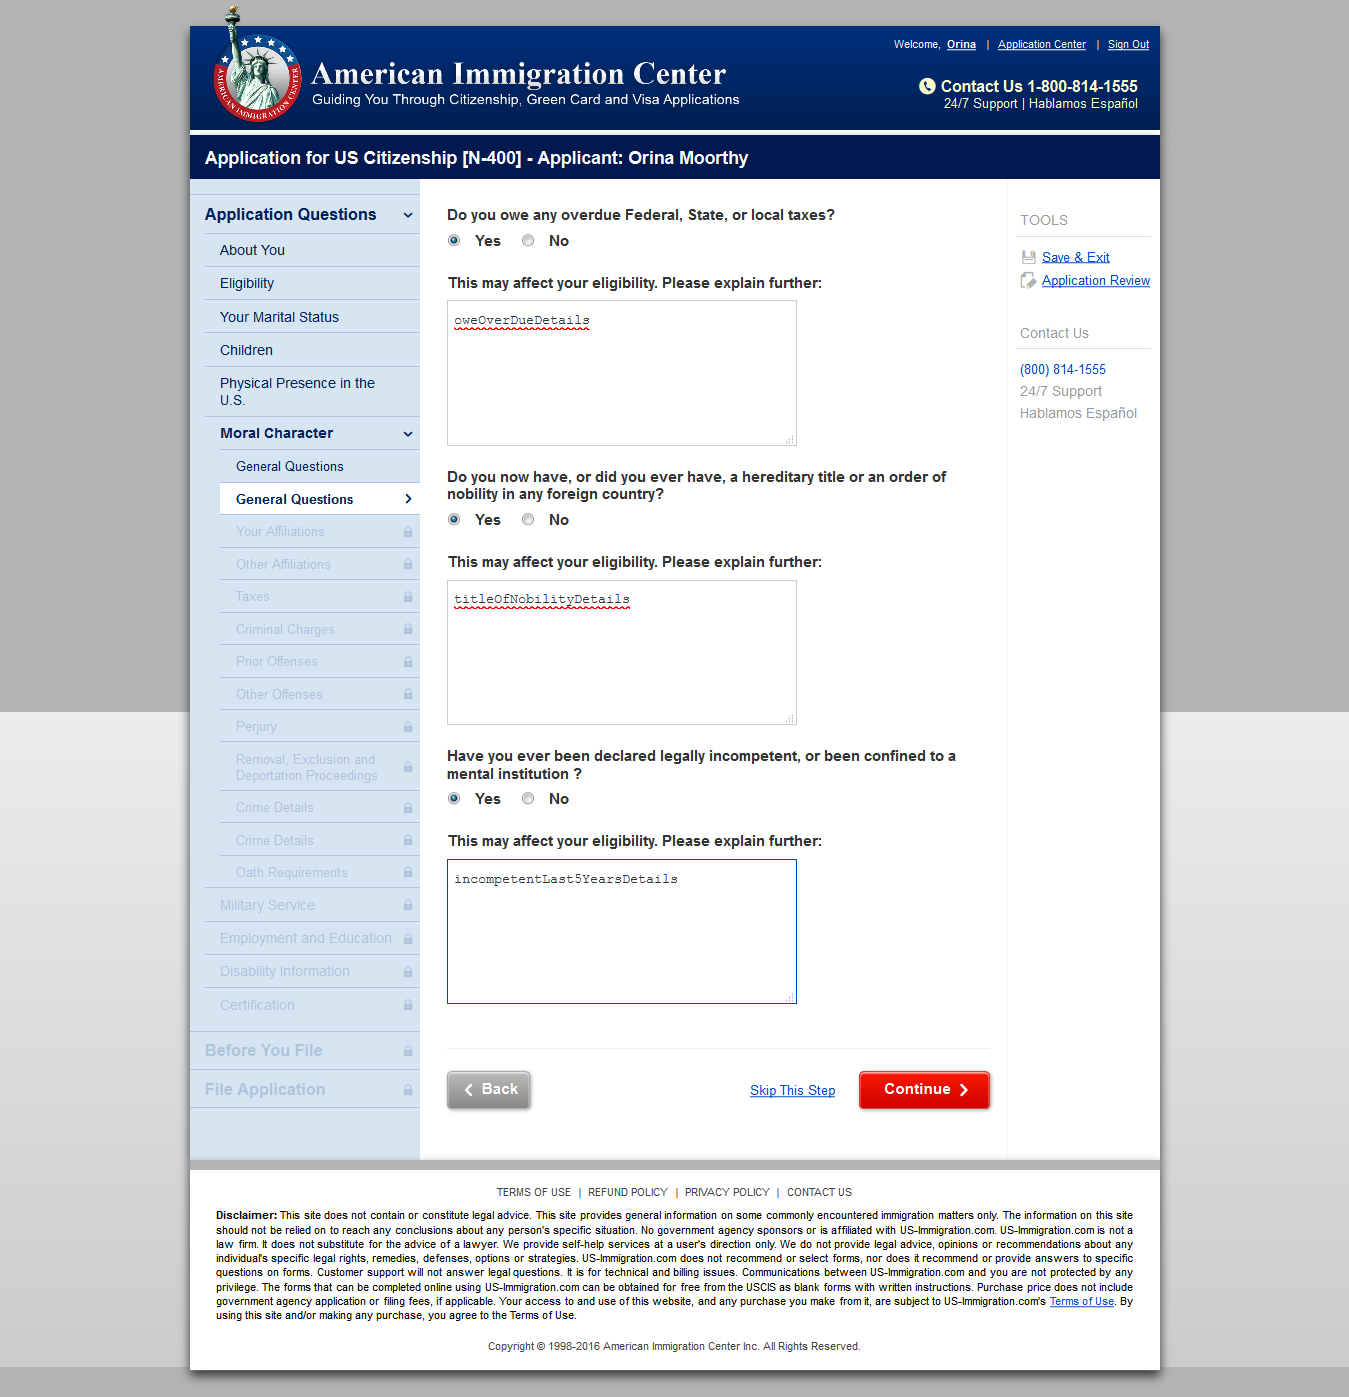 Welcome, Orina | Application Center | Sign Out
AMERICAN IMMIGRATION CENTER
American Immigration Center
Guiding You Through Citizenship, Green Card and Visa Applications
Contact Us 1-800-814-1555
24/7 Support | Hablamos Español
Application for US Citizenship [N-400] - Applicant: Orina Moorthy
Application Questions
About You
Eligibility
Your Marital Status
Children
Physical Presence in the
U.S.
Moral Character
General Questions
General Questions
Your Affiliations
Other Affiliations
Taxes
Criminal Charges
Prior Offenses
Other Offenses
Perjury
Removal, Exclusion and
Deportation Proceedings
Crime Details
Crime Details
Oath Requirements
Military Service
Employment and Education
Disability Information
Certification
Before You File
File Application
Do you owe any overdue Federal, State, or local taxes?
Yes No
This may affect your eligibility. Please explain further:
oweOverDueDetails
Do you now have, or did you ever have, a hereditary title or an order of
nobility in any foreign country?
Yes No
This may affect your eligibility. Please explain further:
titleOfNobilityDetails
Have you ever been declared legally incompetent, or been confined to a
mental institution ?
Yes No
This may affect your eligibility. Please explain further:
incompetentLast5YearsDetails
Back
Skip This Step
Continue
TOOLS
Save & Exit
Application Review
Contact Us
(800) 814-1555
24/7 Support
Hablamos Español
TERMS OF USE | REFUND POLICY | PRIVACY POLICY | CONTACT US
Disclaimer: This site does not contain or constitute legal advice. This site provides general information on some commonly encountered immigration matters only. The information on this site
should not be relied on to reach any conclusions about any person's specific situation. No government agency sponsors or is affiliated with US-Immigration.com. US-Immigration.com is not a
law firm. It does not substitute for the advice of a lawyer. We provide self-help services at a user's direction only. We do not provide legal advice, opinions or recommendations about any
individual's specific legal rights, remedies, defenses, options or strategies. US-Immigration.com does not recommend or select forms, nor does it recommend or provide answers to specific
questions on forms. Customer support will not answer legal questions. It is for technical and billing issues. Communications between US-Immigration.com and you are not protected by any
privilege. The forms that can be completed online using US-Immigration.com can be obtained for free from the USCIS as blank forms with written instructions. Purchase price does not include
government agency application or filing fees, if applicable. Your access to and use of this website, and any purchase you make from it, are subject to US-Immigration.com's Terms of Use. By
using this site and/or making any purchase, you agree to the Terms of Use.
Copyright © 1998-2016 American Immigration Center Inc. All Rights Reserved.